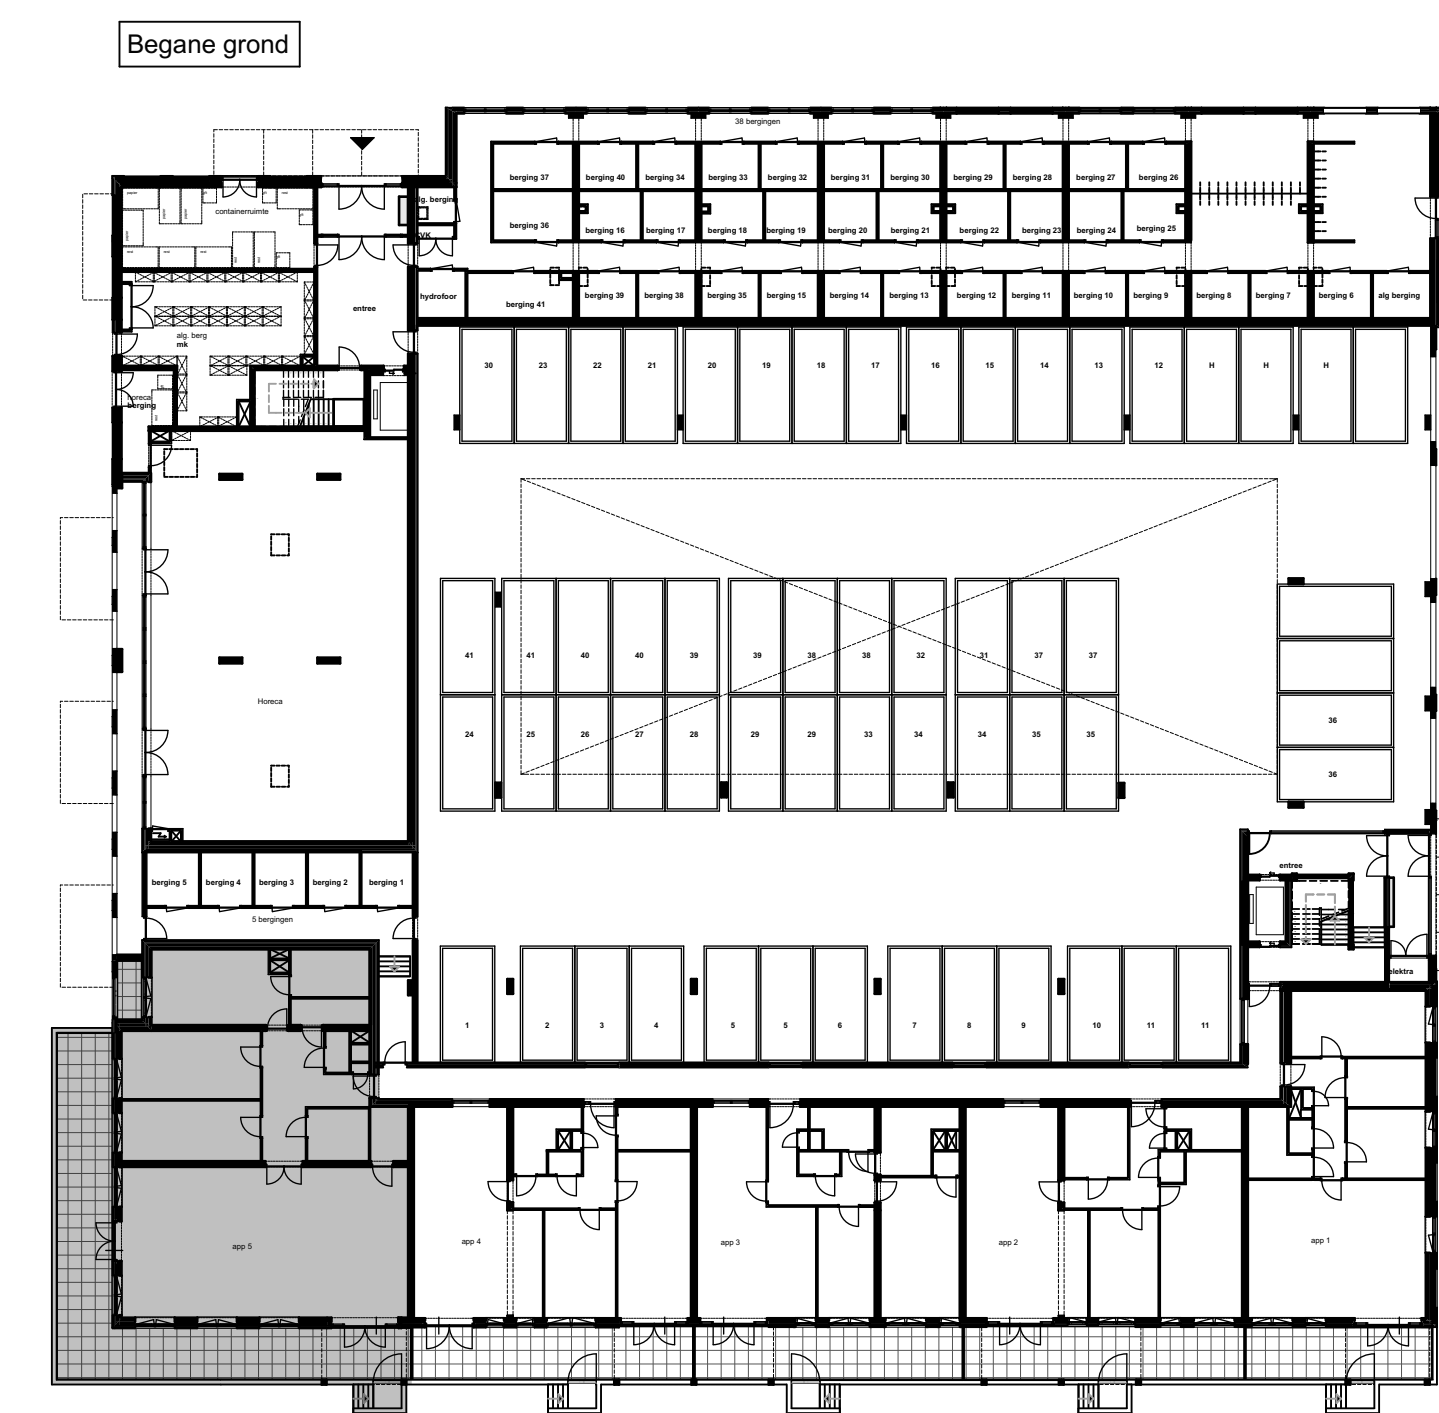 Begane grond
38 bergingen
berging 37
berging 40
berging 34
berging 33
berging 32
berging 31
berging 30
berging 29
berging 28
berging 27
berging 26
alg. berging
berging 36
berging 16
berging 17
berging 18
berging 19
berging 20
berging 21
berging 22
berging 23
berging 24
berging 25
containerruimte
hydrofoor
berging 41
berging 39
berging 38
berging 35
berging 15
berging 14
berging 13
berging 12
berging 11
berging 10
berging 9
berging 8
berging 7
berging 6
alg berging
entree
alg. berg
mk
horeca
berging
30 23 22 21 20 19 18 17 16 15 14 13 12 H H H
41 41 40 40 39 39 38 38 32 31 37 37
24 25 26 27 28 29 29 33 34 34 35 35
36
36
Horeca
berging 5
berging 4
berging 3
berging 2
berging 1
5 bergingen
entree
elektra
1 2 3 4 5 5 6 7 8 9 10 11 11
app 5
app 4
app 3
app 2
app 1